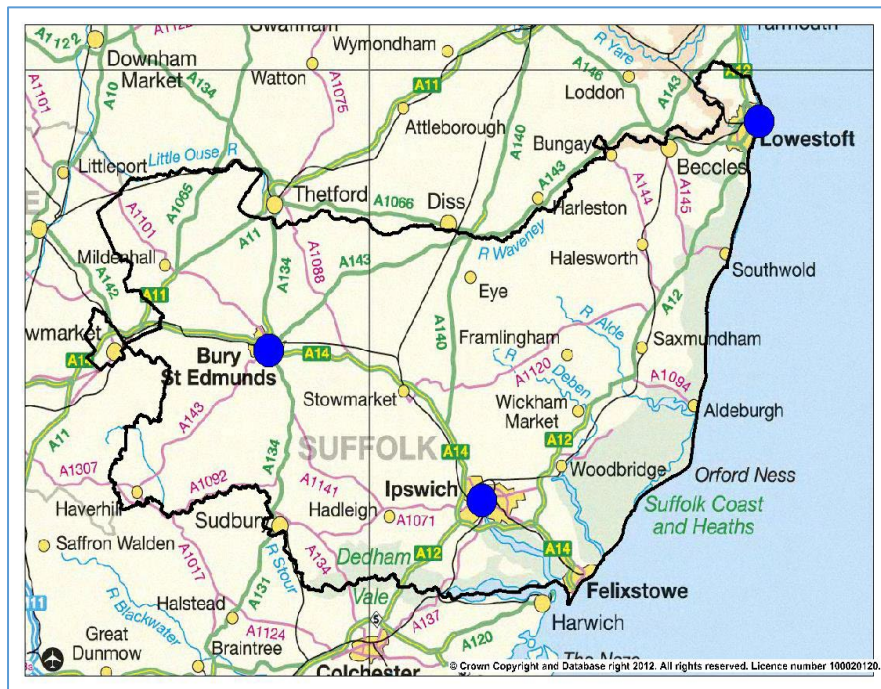 A1122
Swaffham
Wymondham
Yarmouth
Downham
Market
A134
Watton
A1075
A11
R Yare
A146
A143
A12
Loddon
A1101
A10
Attleborough
A140
Lowestoft
Littleport
Little Ouse R
Bungay
A143
Beccles
A1065
Thetford
A1066
Diss
Harleston
A144
A145
A1101
A11
R Waveney
Mildenhall
A134
A1088
A143
Halesworth
Southwold
A142
A11
Eye
A12
wmarket
A140
Framlingham
R Alde
Saxmundham
A14
Bury
St Edmunds
A14
R
Deben
A1120
A1094
Stowmarket
Wickham
Market
Aldeburgh
A11
A143
A134
SUFFOLK
A14
A12
Woodbridge
Orford Ness
A1307
A1092
A1141
Ipswich
Suffolk Coast
and Heaths
Haverhill
Sudbury
Hadleigh
A1071
Saffron Walden
A134
Dedham
Vale
A12
A14
Felixstowe
A1017
A131
R Stour
Halstead
R Blackwater
A137
Harwich
A1124
A120
Great
Dunmow
Braintree
Colchester
The Naze
© Crown Copyright and Database right 2012. All rights reserved. Licence number 100020120.